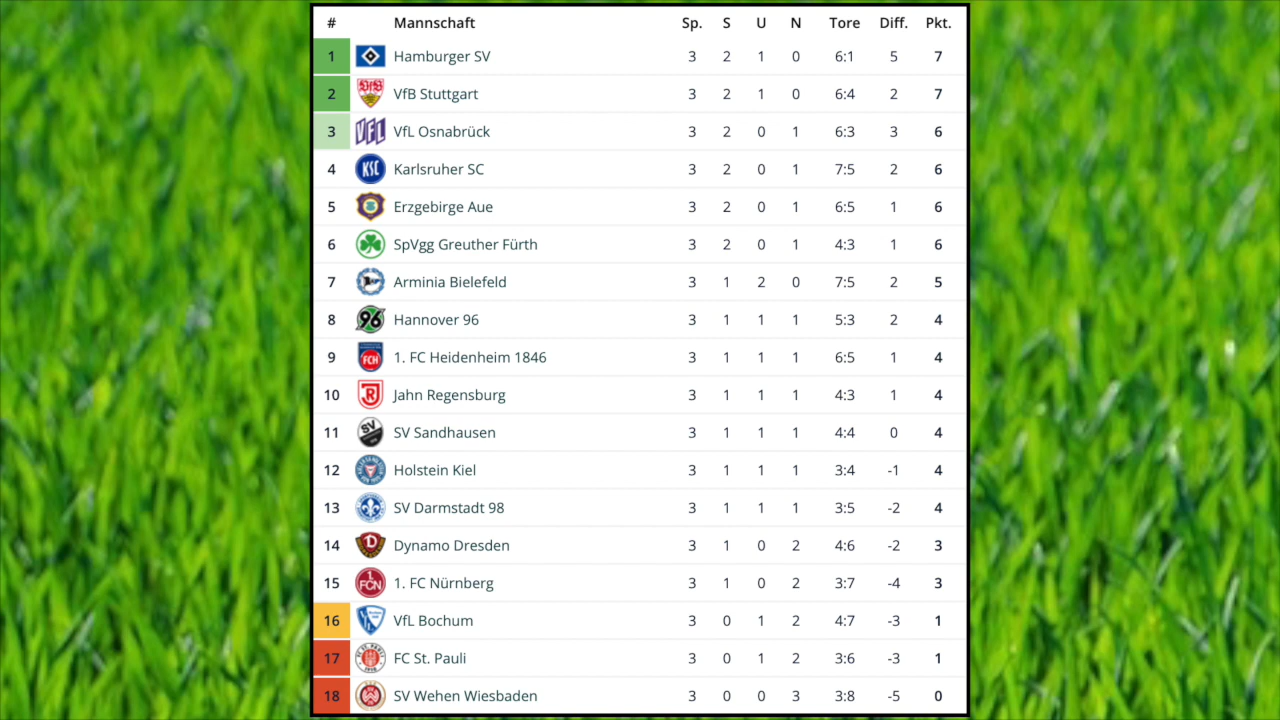 # Mannschaft Sp. S U N Tore Diff. Pkt.
1 Hamburger SV 3 2 1 0 6:1 5 7
2 VfB Stuttgart 3 2 1 0 6:4 2 7
3 VfL Osnabrück 3 2 0 1 6:3 3 6
4 KSC Karlsruher SC 3 2 0 1 7:5 2 6
5 Erzgebirge Aue 3 2 0 1 6:5 1 6
6 SpVgg Greuther Fürth 3 2 0 1 4:3 1 6
7 Arminia Bielefeld 3 1 2 0 7:5 2 5
8 96 Hannover 96 3 1 1 1 5:3 2 4
9 FCH 1. FC Heidenheim 1846 3 1 1 1 6:5 1 4
10 Jahn Regensburg 3 1 1 1 4:3 1 4
11 SV SV Sandhausen 3 1 1 1 4:4 0 4
12 Holstein Kiel 3 1 1 1 3:4 -1 4
13 SV Darmstadt 98 3 1 1 1 3:5 -2 4
14 D Dynamo Dresden 3 1 0 2 4:6 -2 3
15 1. FCN 1. FC Nürnberg 3 1 0 2 3:7 -4 3
16 VfL Bochum 3 0 1 2 4:7 -3 1
17 FC St. Pauli 3 0 1 2 3:6 -3 1
18 SV Wehen Wiesbaden 3 0 0 3 3:8 -5 0